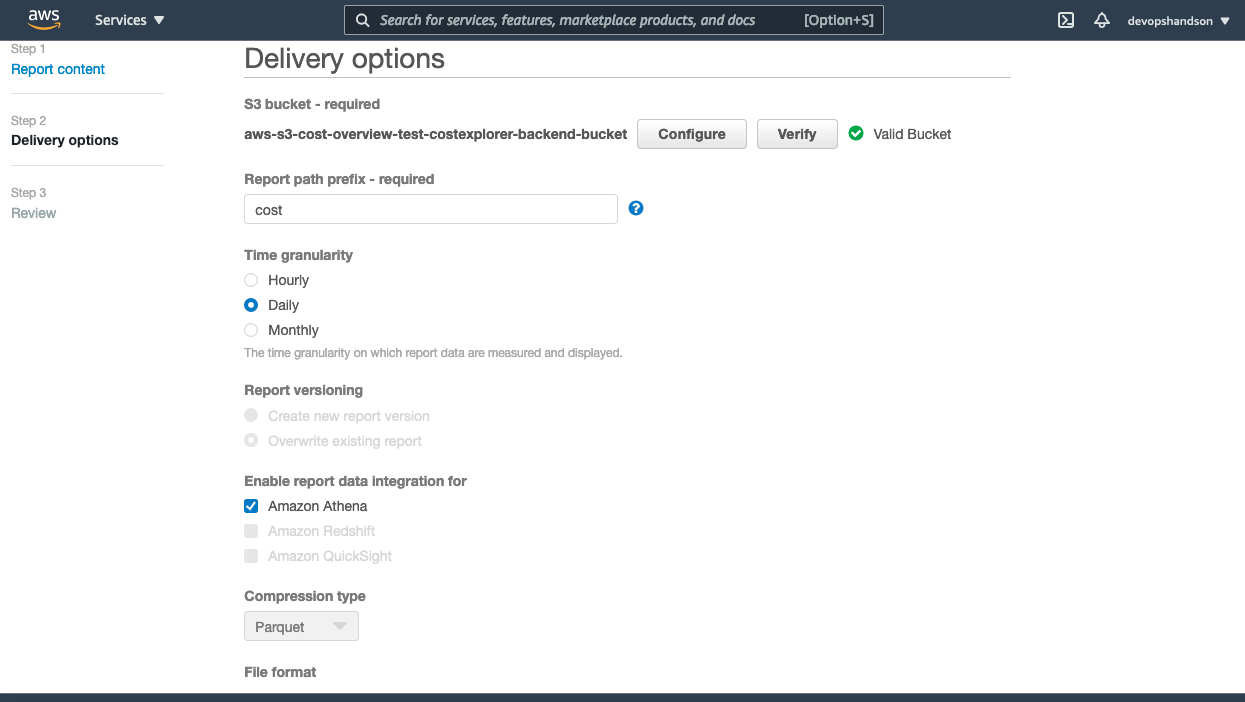 aws
Services
Search for services, features, marketplace products, and docs [Option+S]
devopshandson
Step 1
Report content
Step 2
Delivery options
Step 3
Review
Delivery options
S3 bucket - required
aws-s3-cost-overview-test-costexplorer-backend-bucket Configure Verify Valid Bucket
Report path prefix - required
cost
?
Time granularity
Hourly
Daily
Monthly
The time granularity on which report data are measured and displayed.
Report versioning
Create new report version
Overwrite existing report
Enable report data integration for
Amazon Athena
Amazon Redshift
Amazon QuickSight
Compression type
Parquet
File format